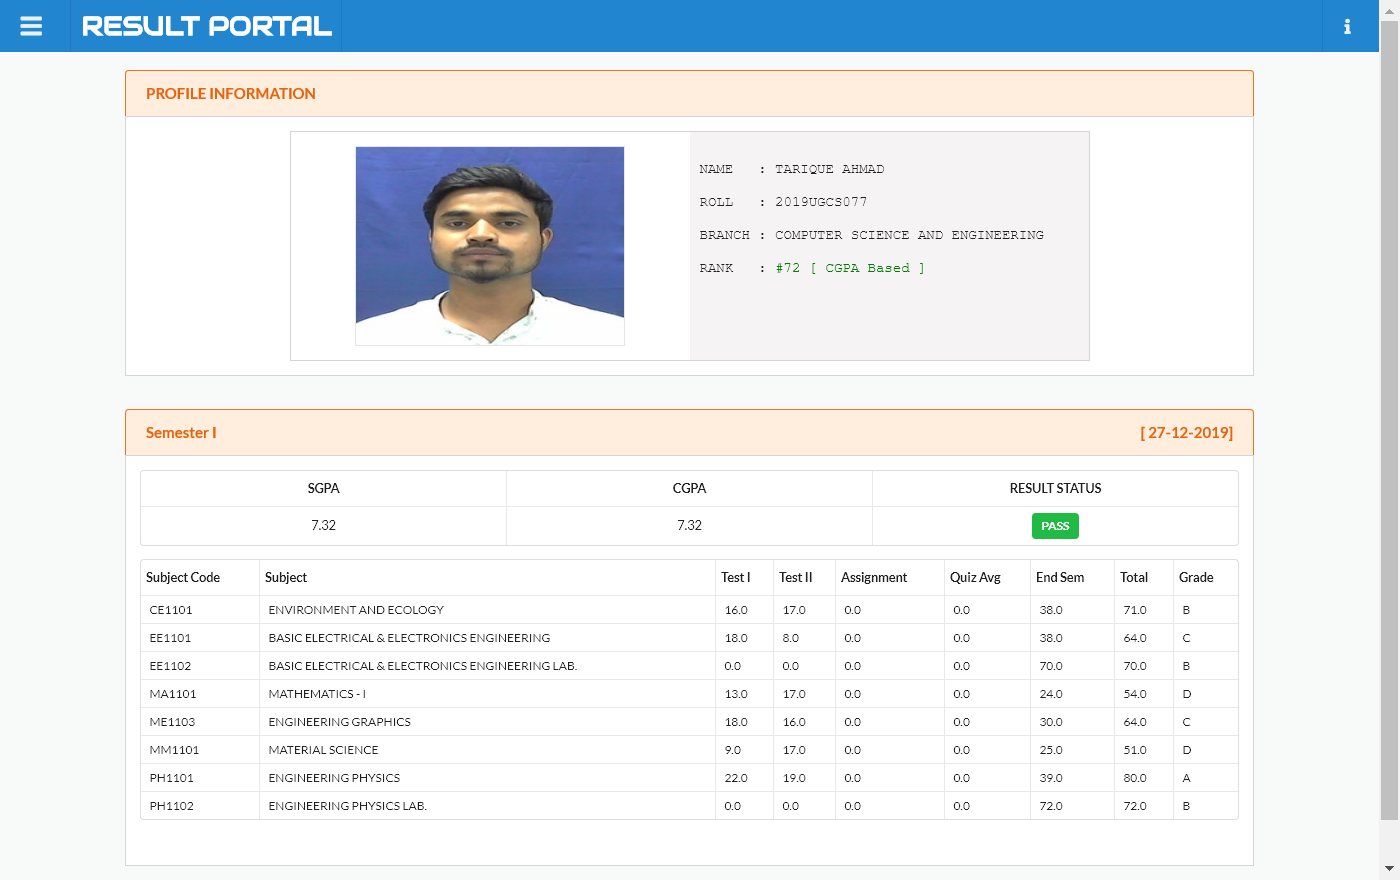 RESULT PORTAL
PROFILE INFORMATION
NAME : TARIQUE AHMAD
ROLL : 2019UGCS077
BRANCH : COMPUTER SCIENCE AND ENGINEERING
RANK : #72 [ CGPA Based ]
Semester I [ 27-12-2019]
SGPA CGPA RESULT STATUS
7.32 7.32 PASS
Subject Code Subject Test I Test II Assignment Quiz Avg End Sem Total Grade
CE1101 ENVIRONMENT AND ECOLOGY 16.0 17.0 0.0 0.0 38.0 71.0 B
EE1101 BASIC ELECTRICAL & ELECTRONICS ENGINEERING 18.0 8.0 0.0 0.0 38.0 64.0 C
EE1102 BASIC ELECTRICAL & ELECTRONICS ENGINEERING LAB. 0.0 0.0 0.0 0.0 70.0 70.0 B
MA1101 MATHEMATICS - I 13.0 17.0 0.0 0.0 24.0 54.0 D
ME1103 ENGINEERING GRAPHICS 18.0 16.0 0.0 0.0 30.0 64.0 C
MM1101 MATERIAL SCIENCE 9.0 17.0 0.0 0.0 25.0 51.0 D
PH1101 ENGINEERING PHYSICS 22.0 19.0 0.0 0.0 39.0 80.0 A
PH1102 ENGINEERING PHYSICS LAB. 0.0 0.0 0.0 0.0 72.0 72.0 B